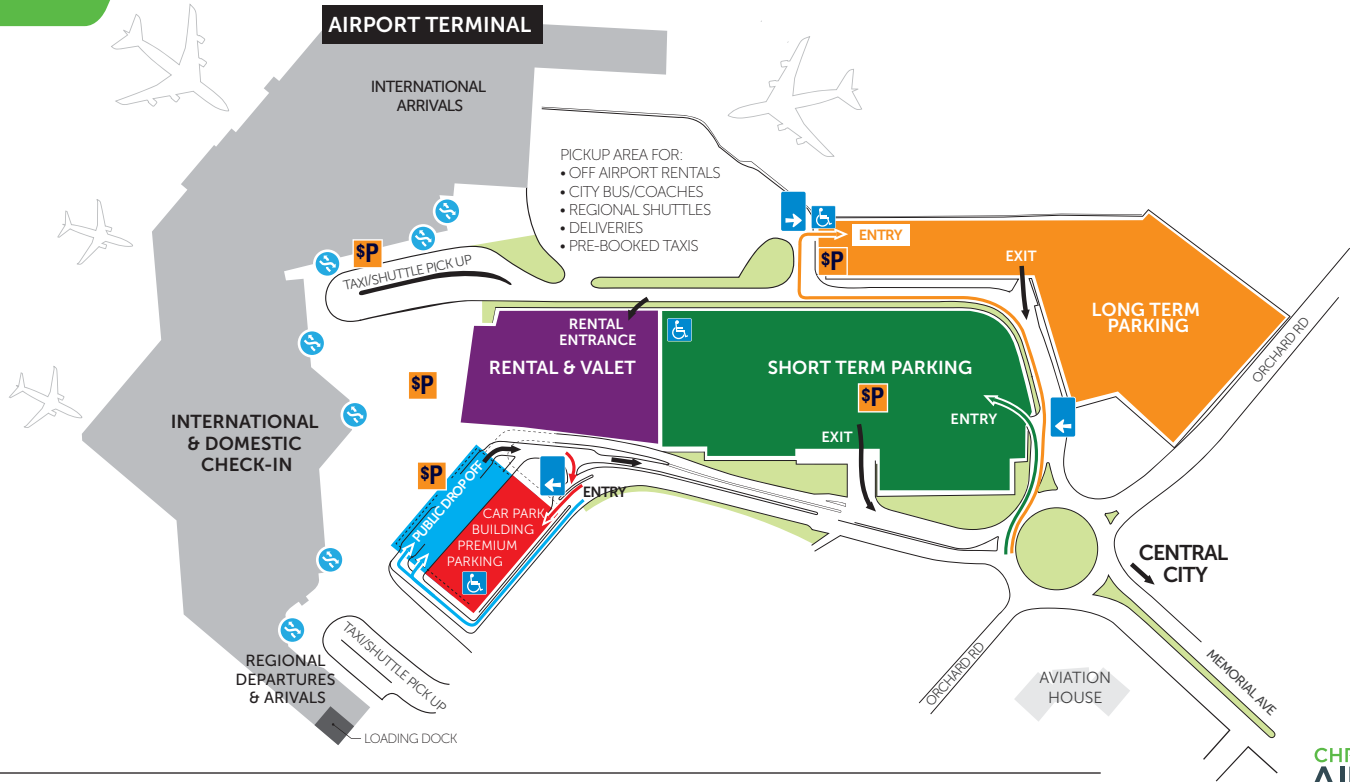 AIRPORT TERMINAL
INTERNATIONAL
ARRIVALS
PICKUP AREA FOR:
• OFF AIRPORT RENTALS
• CITY BUS/COACHES
• REGIONAL SHUTTLES
• DELIVERIES
• PRE-BOOKED TAXIS
$P
TAXI/SHUTTLE PICK UP
ENTRY
$P
EXIT
LONG TERM
PARKING
ORCHARD RD
RENTAL
ENTRANCE
RENTAL & VALET
SHORT TERM PARKING
$P
$P
ENTRY
EXIT
INTERNATIONAL
& DOMESTIC
CHECK-IN
$P
PUBLIC DROP OFF
ENTRY
CAR PARK
BUILDING
PREMIUM
PARKING
CENTRAL
CITY
TAXI/SHUTTLE PICK UP
REGIONAL
DEPARTURES
& ARIVALS
LOADING DOCK
ORCHARD RD
AVIATION
HOUSE
MEMORIAL AVE